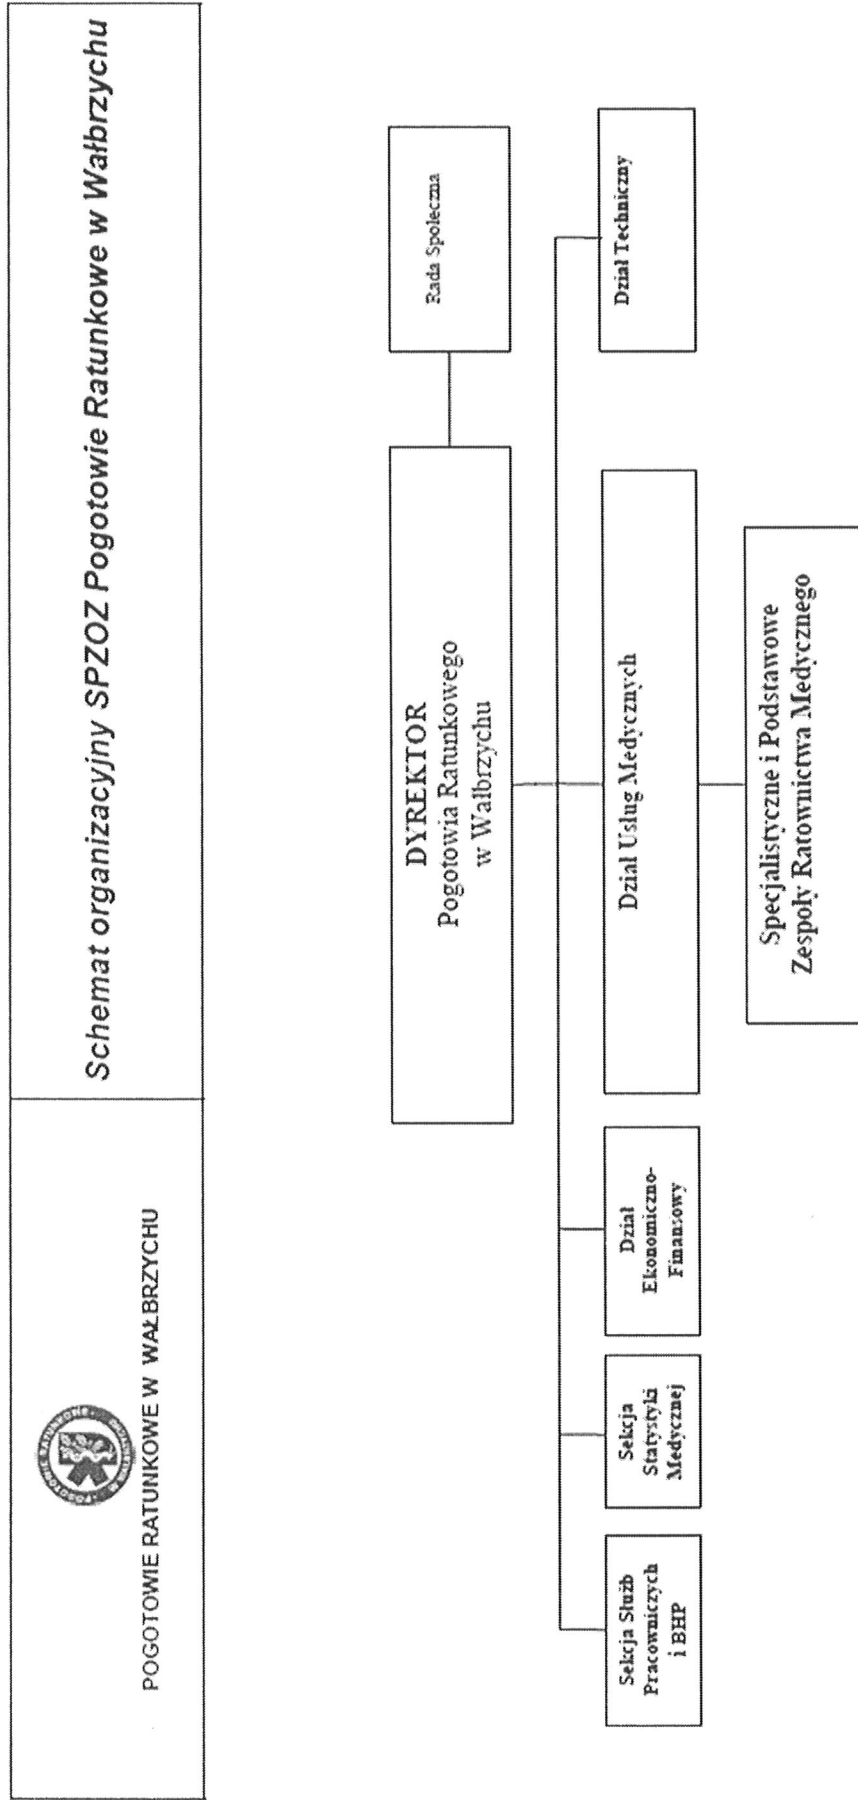 POGOTOWIE RATUNKOWE W WAŁBRZYCHU
Schemat organizacyjny SPZOZ Pogotowie Ratunkowe w Wałbrzychu
DYREKTOR
Pogotowia Ratunkowego
w Wałbrzychu
Rada Społeczna
Sekcja Służb
Pracowniczych
i BHP
Sekcja
Statystyki
Medycznej
Dział
Ekonomiczno-
Finansowy
Dział Usług Medycznych
Dział Techniczny
Specjalistyczne i Podstawowe
Zespoły Ratownictwa Medycznego